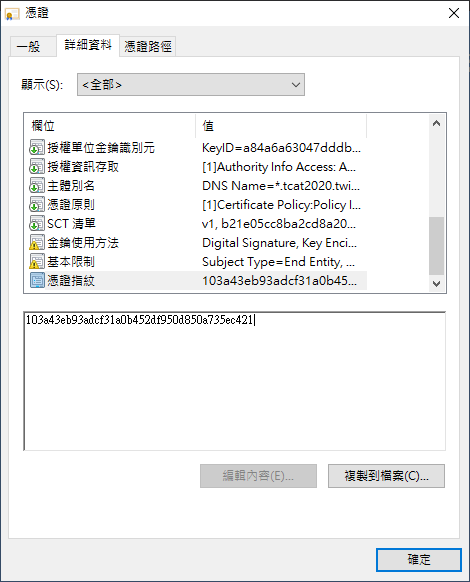 憑證
一般
詳細資料
憑證路徑
顯示(S):
<全部>
欄位
值
授權單位金鑰識別元 KeyID=a84a6a63047dddb...
授權資訊存取 [1]Authority Info Access: A...
主體別名 DNS Name=*.tcat2020.twi...
憑證原則 [1]Certificate Policy:Policy I...
SCT 清單 v1, b21e05cc8ba2cd8a20...
金鑰使用方法 Digital Signature, Key Enci...
基本限制 Subject Type=End Entity, ...
憑證指紋 103a43eb93adcf31a0b45...
103a43eb93adcf31a0b452df950d850a735ec421
編輯內容(E)...
複製到檔案(C)...
確定